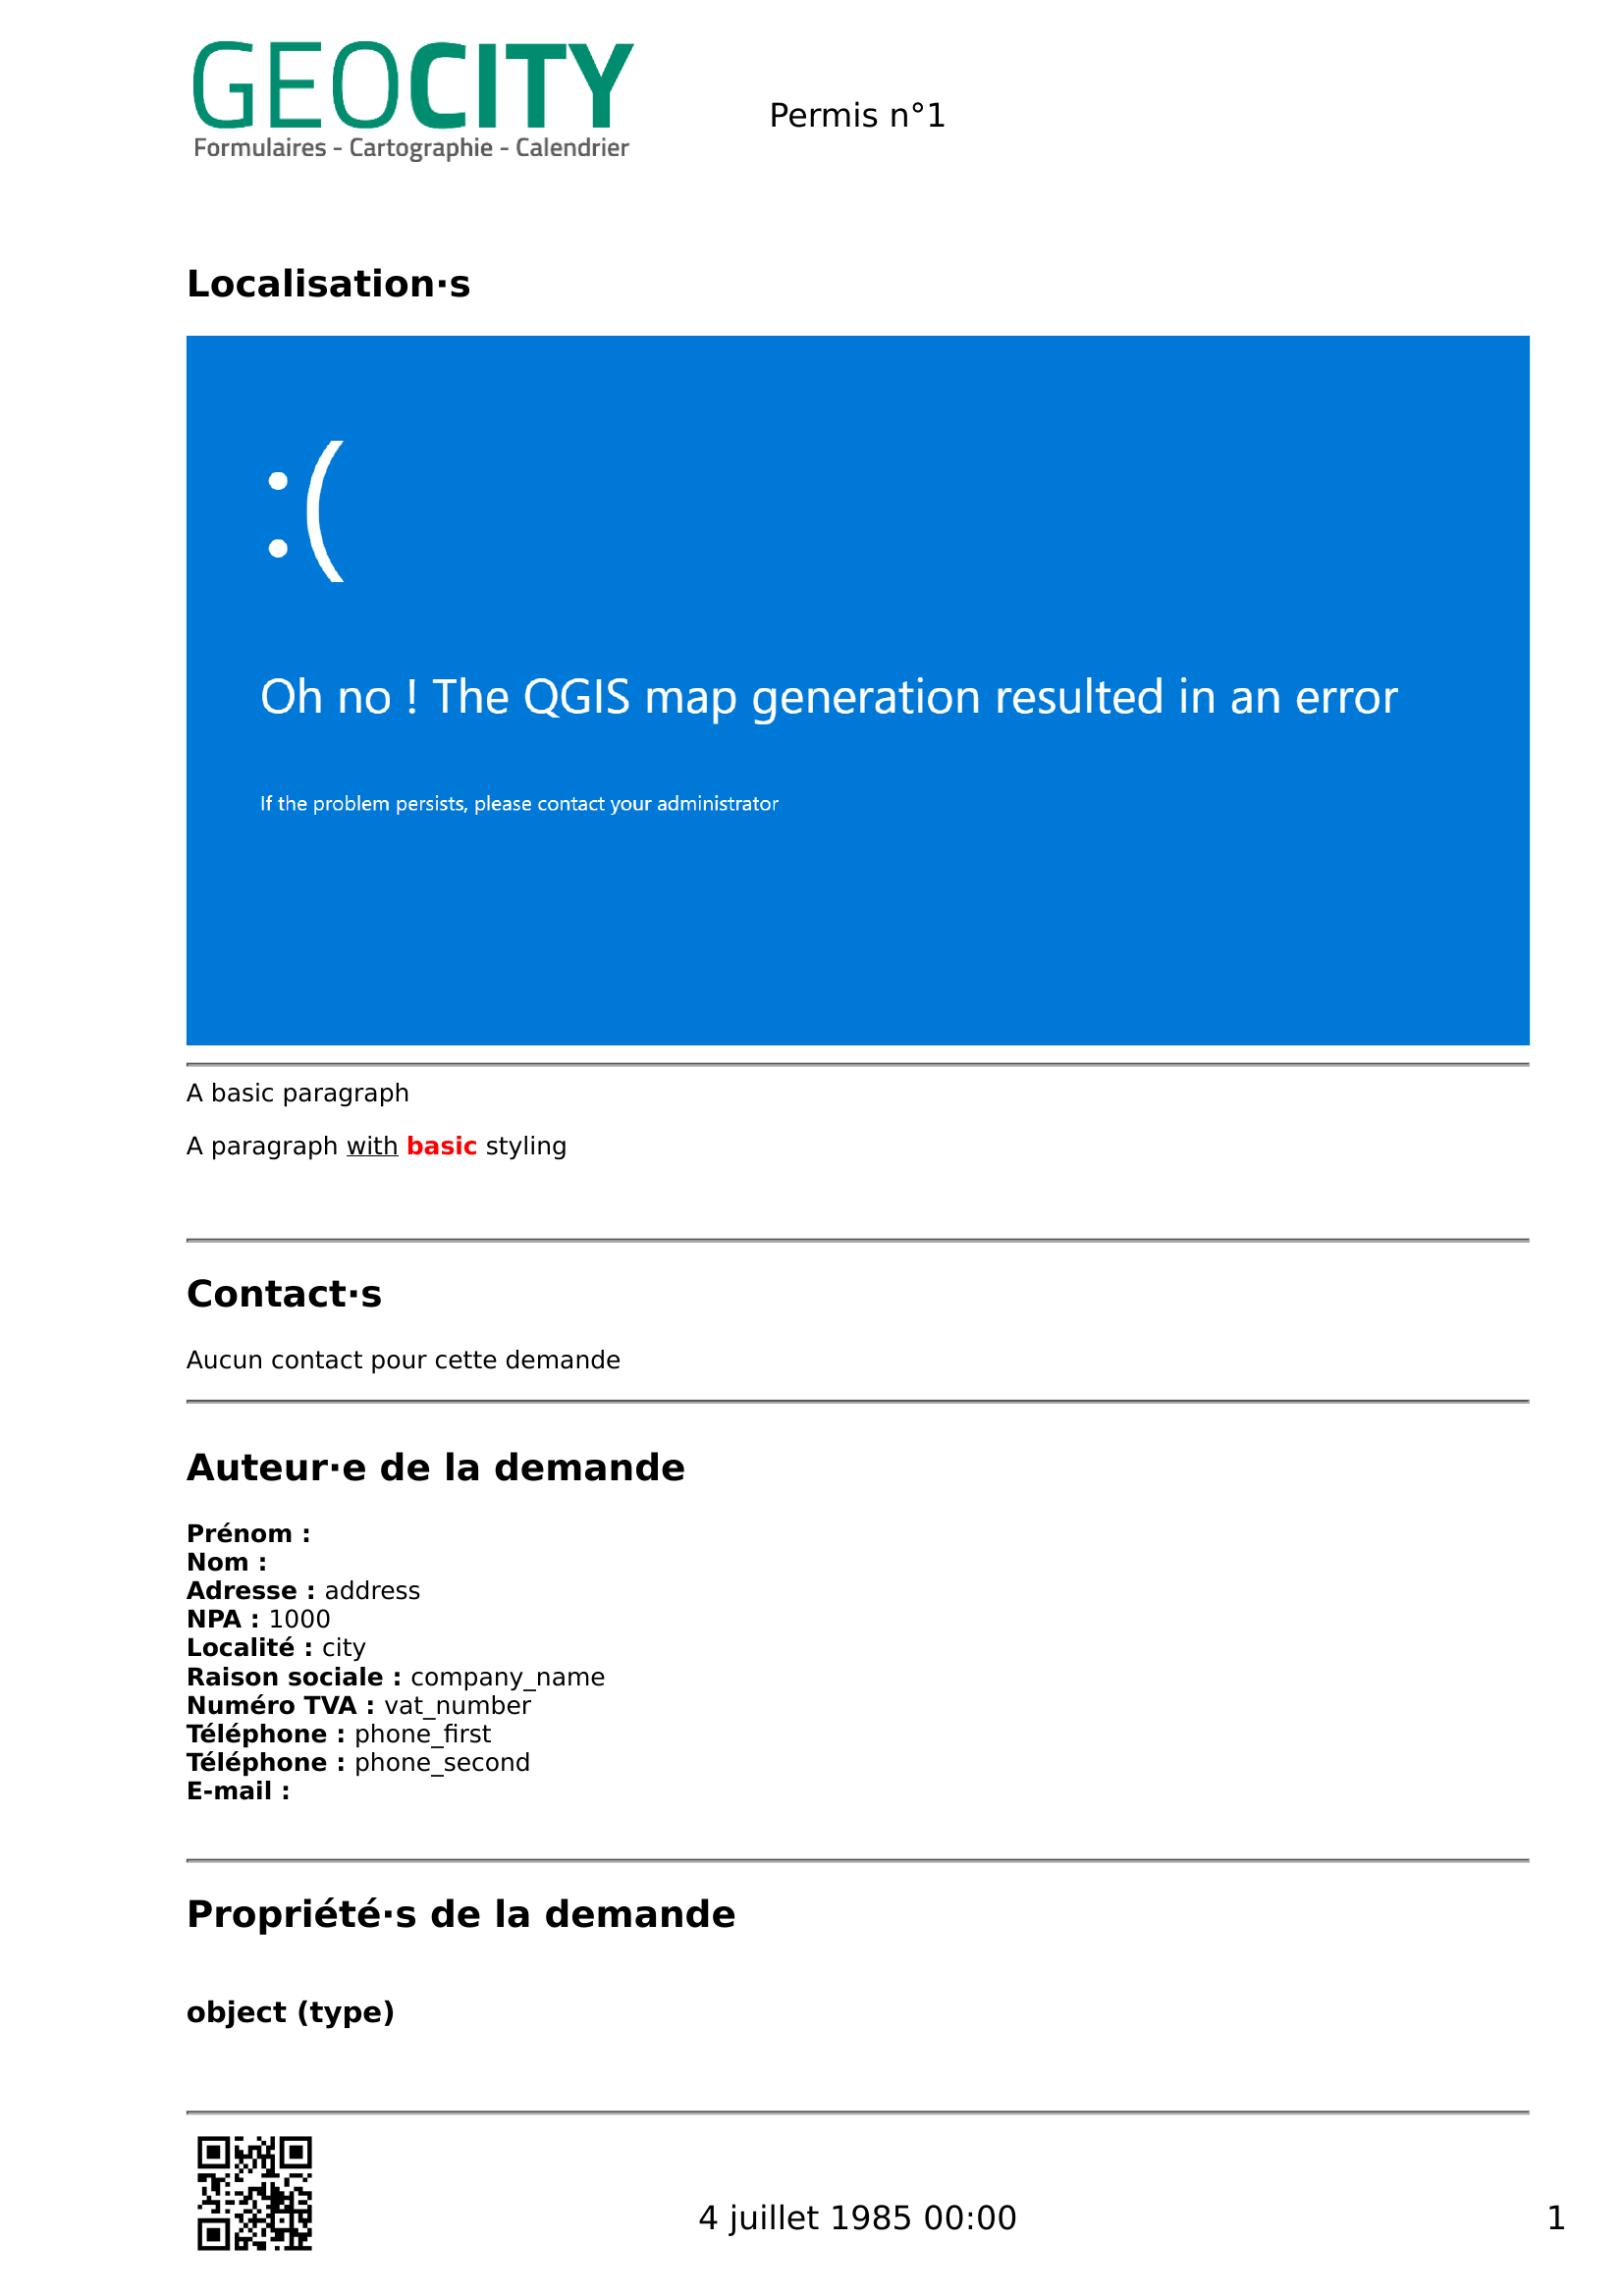 GEOCITY
Formulaires - Cartographie - Calendrier
Permis n°1
Localisation·s
:(
Oh no ! The QGIS map generation resulted in an error
If the problem persists, please contact your administrator
A basic paragraph
A paragraph with basic styling
Contact·s
Aucun contact pour cette demande
Auteur·e de la demande
Prénom :
Nom :
Adresse : address
NPA : 1000
Localité : city
Raison sociale : company_name
Numéro TVA : vat_number
Téléphone : phone_first
Téléphone : phone_second
E-mail :
Propriété·s de la demande
object (type)
4 juillet 1985 00:00
1